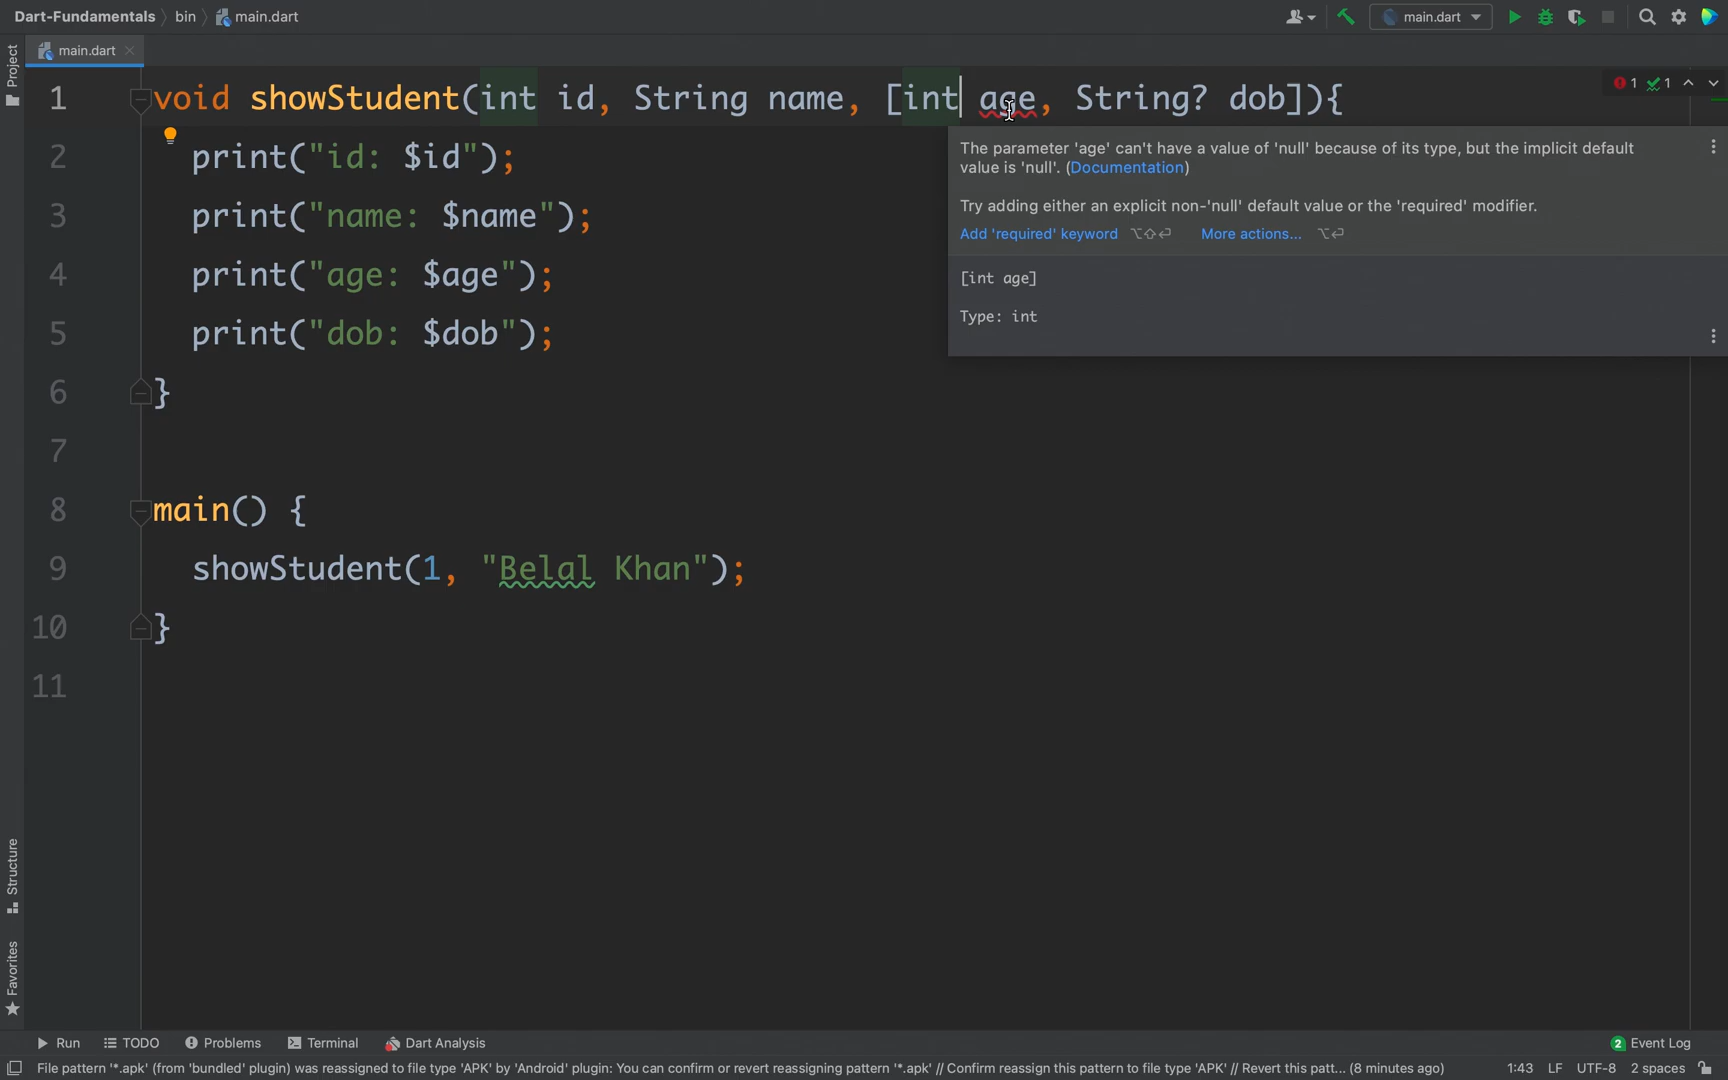 Dart-Fundamentals bin main.dart main.dart
Project main.dart
1 void showStudent(int id, String name, [int age, String? dob]){ 1 1
2 print("id: $id");
3 print("name: $name");
4 print("age: $age");
5 print("dob: $dob");
6 }
7
8 main() {
9 showStudent(1, "Belal Khan");
10 }
11
The parameter 'age' can't have a value of 'null' because of its type, but the implicit default
value is 'null'. (Documentation)
Try adding either an explicit non-'null' default value or the 'required' modifier.
Add 'required' keyword ⌥⇧⏎ More actions... ⌥⏎
[int age]
Type: int
Structure
Favorites
Run TODO Problems Terminal Dart Analysis 2 Event Log
File pattern '*.apk' (from 'bundled' plugin) was reassigned to file type 'APK' by 'Android' plugin: You can confirm or revert reassigning pattern '*.apk' // Confirm reassign this pattern to file type 'APK' // Revert this patt... (8 minutes ago) 1:43 LF UTF-8 2 spaces